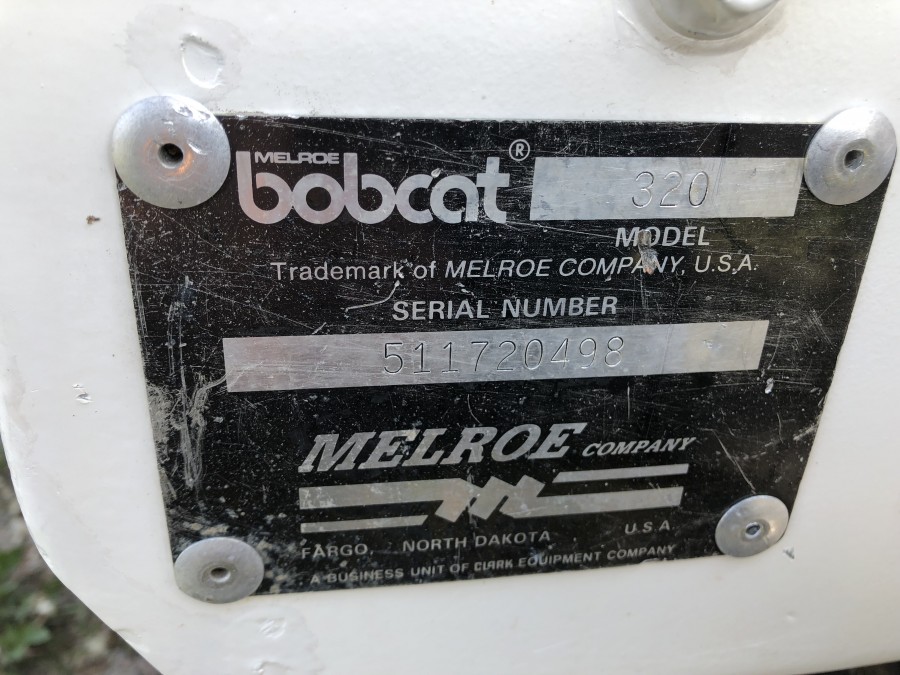 MELROE
bobcat® 320
MODEL
Trademark of MELROE COMPANY, U.S.A.
SERIAL NUMBER
511720498
MELROE COMPANY
FARGO, NORTH DAKOTA U.S.A.
A BUSINESS UNIT OF CLARK EQUIPMENT COMPANY